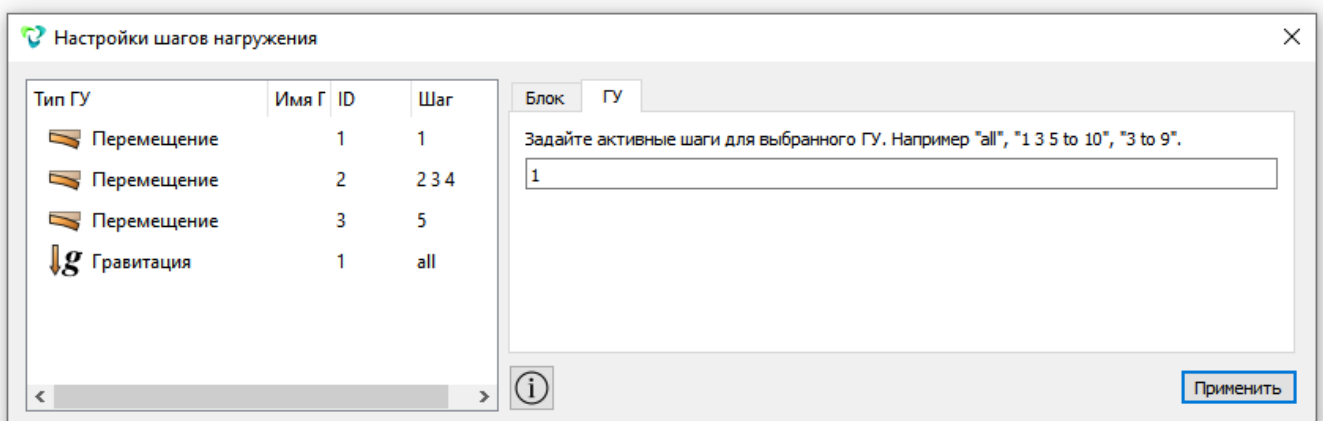 Настройки шагов нагружения
Тип ГУ Имя Г ID Шаг
Перемещение 1 1
Перемещение 2 2 3 4
Перемещение 3 5
g Гравитация 1 all
Блок ГУ
Задайте активные шаги для выбранного ГУ. Например "all", "1 3 5 to 10", "3 to 9".
1
i
Применить